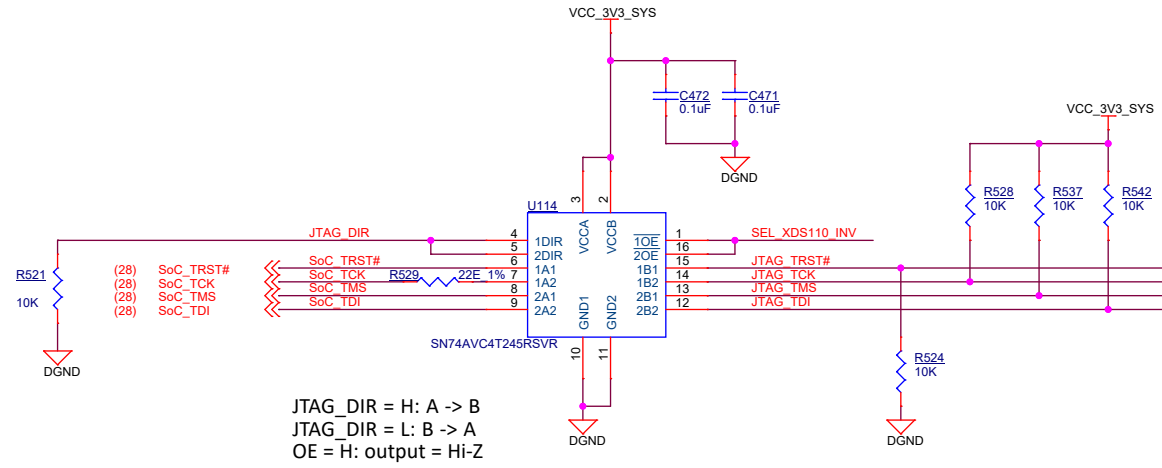 VCC_3V3_SYS
C472
0.1uF
C471
0.1uF
DGND
VCC_3V3_SYS
R528
10K
R537
10K
R542
10K
U114
3
2
VCCA
VCCB
JTAG_DIR
4
1DIR
5
2DIR
1OE
1
SEL_XDS110_INV
2OE
16
R521
10K
DGND
(28) SoC_TRST#
SoC_TRST#
6
1A1
1B1
15
JTAG_TRST#
(28) SoC_TCK
SoC_TCK
R529
22E_1%
7
1A2
1B2
14
JTAG_TCK
(28) SoC_TMS
SoC_TMS
8
2A1
2B1
13
JTAG_TMS
(28) SoC_TDI
SoC_TDI
9
2A2
2B2
12
JTAG_TDI
GND1
GND2
SN74AVC4T245RSVR
10
11
DGND
R524
10K
DGND
JTAG_DIR = H: A -> B
JTAG_DIR = L: B -> A
OE = H: output = Hi-Z